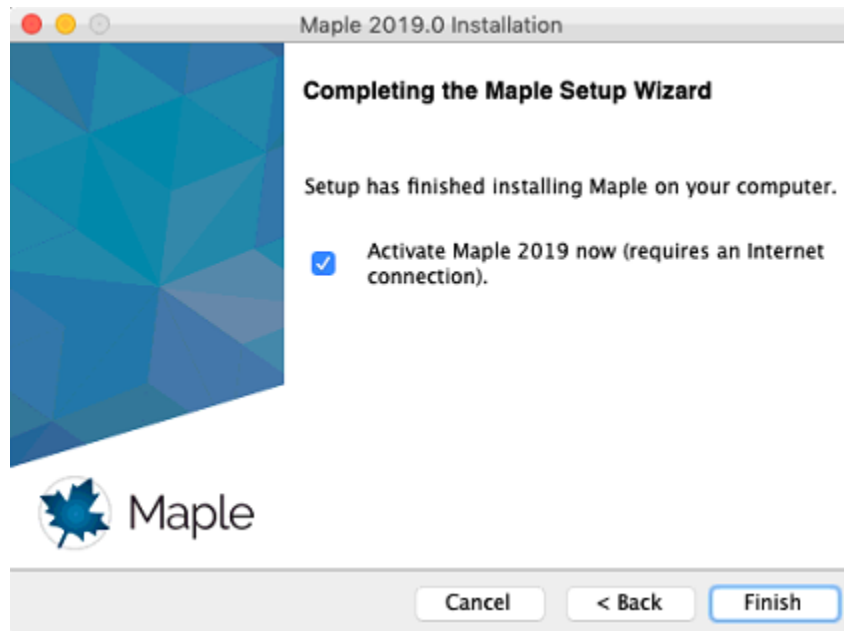 Maple 2019.0 Installation
Completing the Maple Setup Wizard
Setup has finished installing Maple on your computer.
Activate Maple 2019 now (requires an Internet
connection).
Maple
Cancel
< Back
Finish